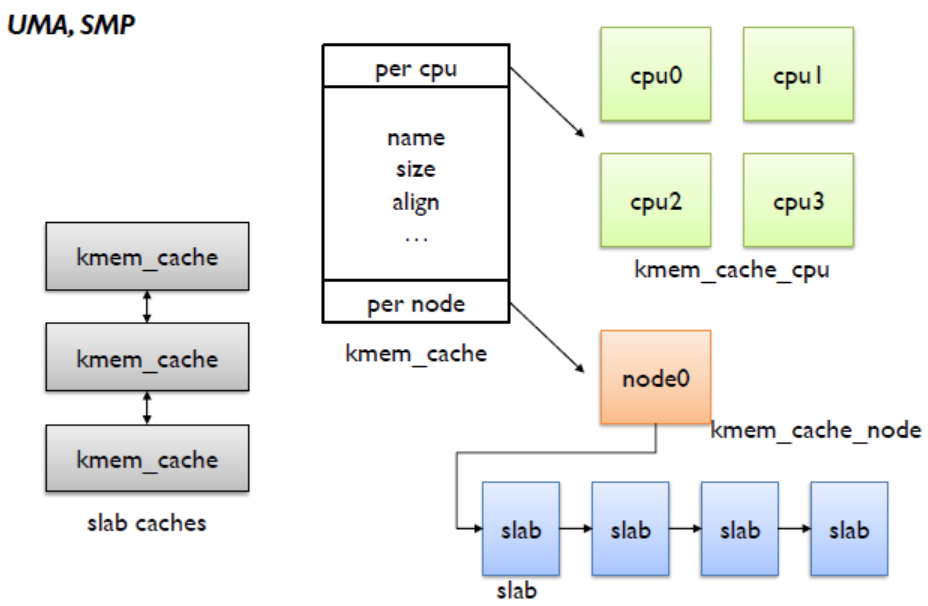 UMA, SMP
per cpu
name
size
align
...
per node
kmem_cache
cpu0
cpu1
cpu2
cpu3
kmem_cache_cpu
kmem_cache
kmem_cache
kmem_cache
slab caches
node0
kmem_cache_node
slab
slab
slab
slab
slab